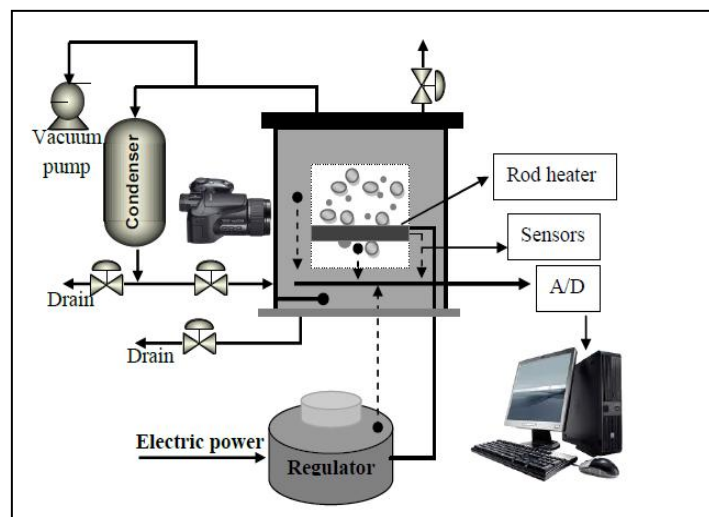 Vacuum
pump
Condenser
Rod heater
Sensors
A/D
Drain
Drain
Electric power
Regulator